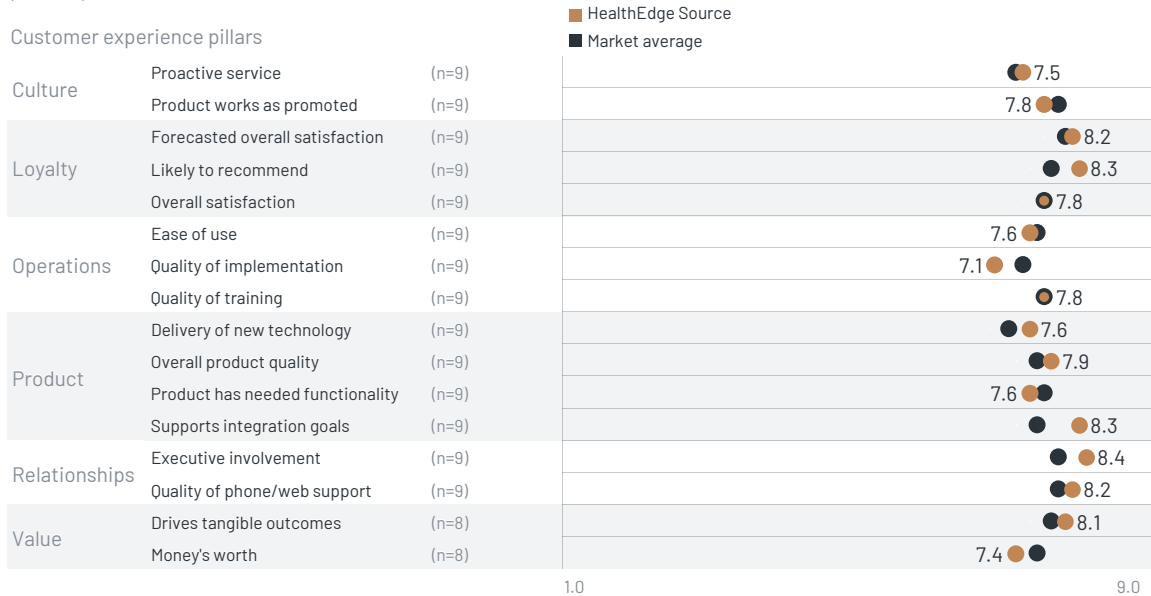 HealthEdge Source
Customer experience pillars
Market average
Culture
Proactive service (n=9) 7.5
Product works as promoted (n=9) 7.8
Loyalty
Forecasted overall satisfaction (n=9) 8.2
Likely to recommend (n=9) 8.3
Overall satisfaction (n=9) 7.8
Operations
Ease of use (n=9) 7.6
Quality of implementation (n=9) 7.1
Quality of training (n=9) 7.8
Product
Delivery of new technology (n=9) 7.6
Overall product quality (n=9) 7.9
Product has needed functionality (n=9) 7.6
Supports integration goals (n=9) 8.3
Relationships
Executive involvement (n=9) 8.4
Quality of phone/web support (n=9) 8.2
Value
Drives tangible outcomes (n=8) 8.1
Money's worth (n=8) 7.4
1.0 9.0